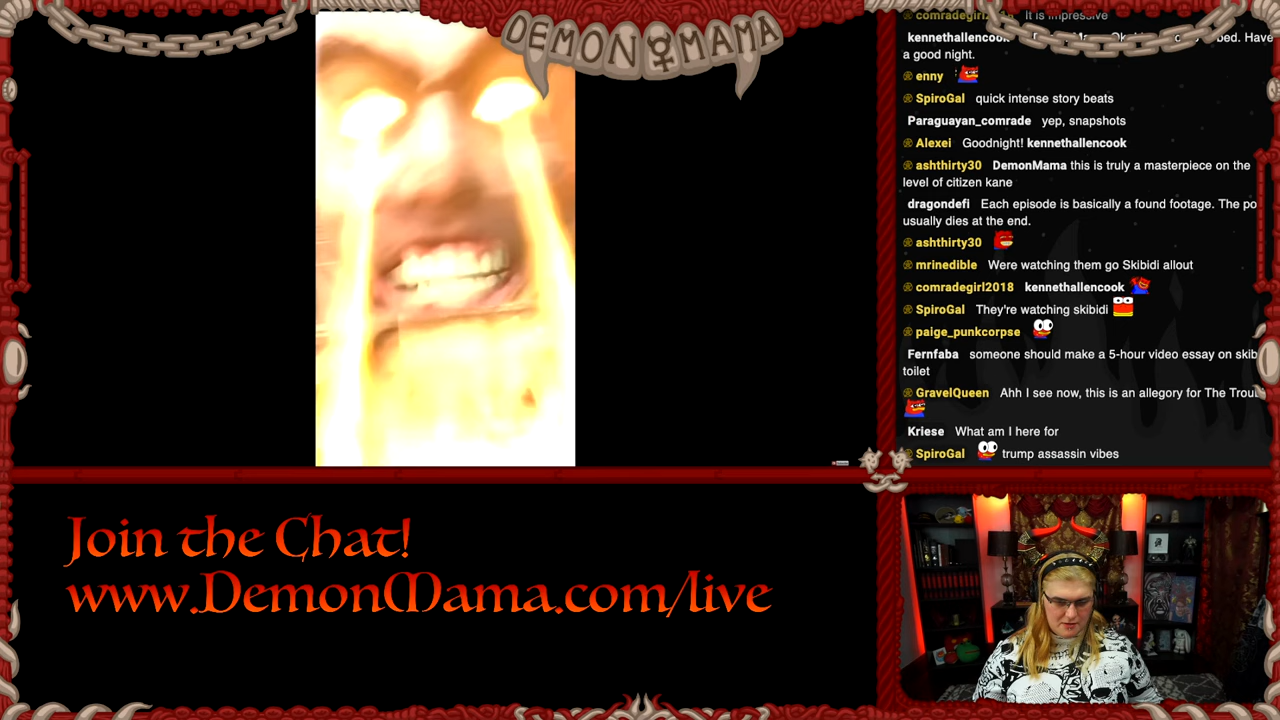 DEMON MAMA
comradegirl2018 It is impressive
kennethallencook
bed. Have
a good night.
enny
SpiroGal quick intense story beats
Paraguayan_comrade yep, snapshots
Alexei Goodnight! kennethallencook
ashthirty30 DemonMama this is truly a masterpiece on the
level of citizen kane
dragondefi Each episode is basically a found footage. The po
usually dies at the end.
ashthirty30
mrinedible Were watching them go Skibidi allout
comradegirl2018 kennethallencook
SpiroGal They're watching skibidi
paige_punkcorpse
Fernfaba someone should make a 5-hour video essay on skib
toilet
GravelQueen Ahh I see now, this is an allegory for The Trou
Kriese What am I here for
SpiroGal trump assassin vibes
Join the Chat!
www.DemonMama.com/live